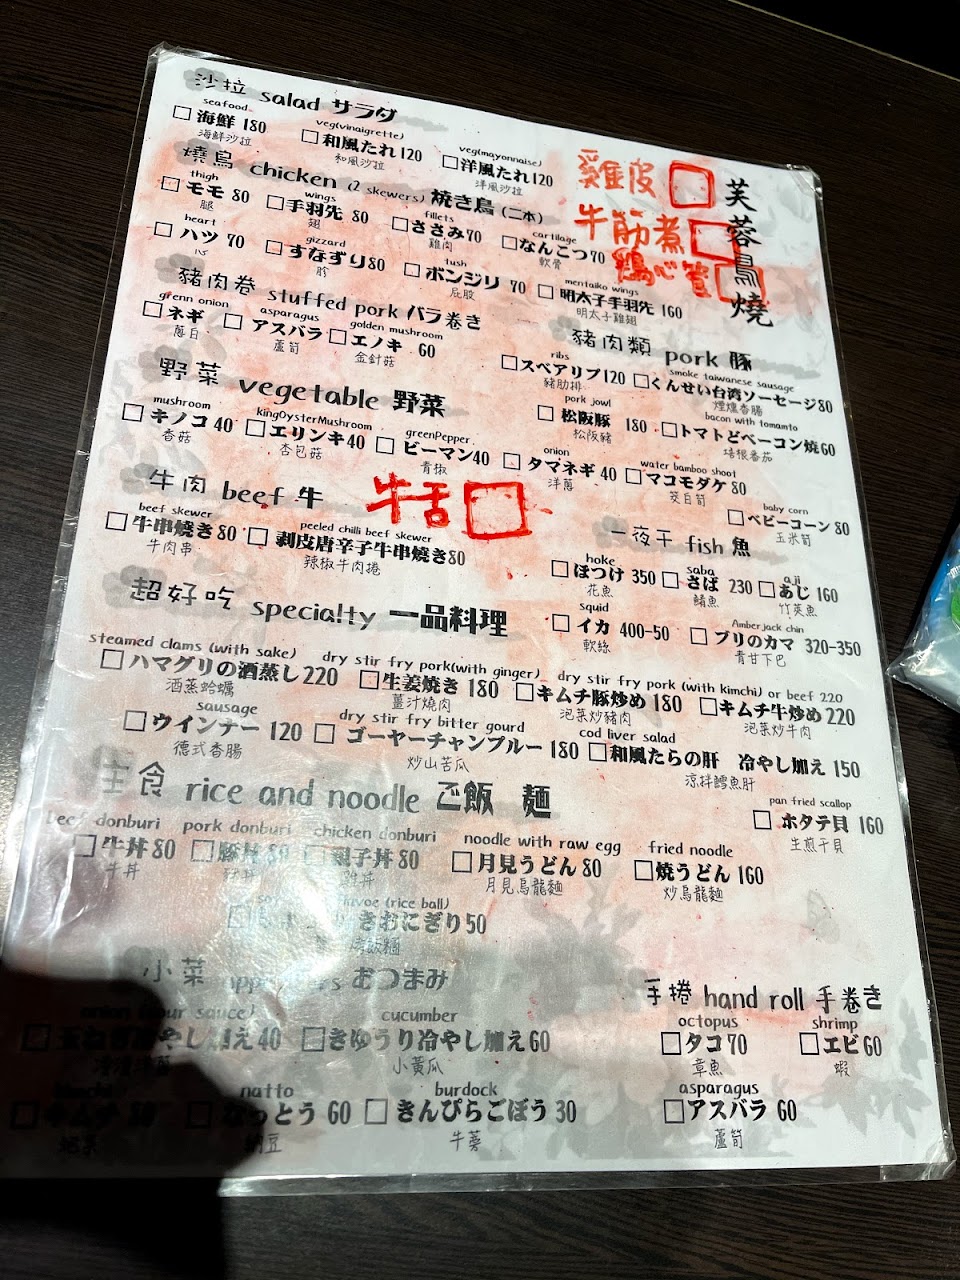 沙拉 salad サラダ
seafood veg(vinaigrette) veg(mayonnaise)
海鮮 180 和風たれ 120 洋風たれ 120
海鮮沙拉 和風沙拉 洋風沙拉
雞皮
牛筋煮
鶏心管
芙蓉鳥燒
燒鳥 chicken (2 skewers) 焼き鳥 (二本)
thigh wings fillets cartilage
モモ 80 手羽先 80 ささみ 70 なんこつ 70
腿 翅 雞肉 軟骨
heart gizzard tush mentaiko wings
ハツ 70 すなずり 80 ボンジリ 70 明太子手羽先 160
心 胗 屁股 明太子雞翅
豬肉卷 stuffed pork バラ巻き
grenn onion asparagus golden mushroom
ネギ アスバラ エノキ 60
蔥白 蘆筍 金針菇
豬肉類 pork 豚
ribs smoke taiwanese sausage
スペアリブ 120 くんせい台湾ソーセージ 80
豬肋排 煙燻香腸
pork jowl bacon with tomamto
松阪豚 180 トマトどベーコン焼 60
松阪豬 培根番茄
野菜 vegetable 野菜
mushroom kingOysterMushroom greenPepper onion water bamboo shoot
キノコ 40 エリンキ 40 ビーマン 40 タマネギ 40 マコモダケ 80
香菇 杏包菇 青椒 洋蔥 茭白筍
baby corn
ベビーコーン 80
玉米筍
牛肉 beef 牛
牛舌
beef skewer peeled chilli beef skewer
牛串焼き 80 剥皮唐辛子牛串焼き 80
牛肉串 辣椒牛肉捲
一夜干 fish 魚
hoke saba aji
ほつけ 350 さば 230 あじ 160
花魚 鯖魚 竹莢魚
squid Amberjack chin
イカ 400-50 ブリのカマ 320-350
軟絲 青甘下巴
超好吃 specialty 一品料理
steamed clams (with sake) dry stir fry pork(with ginger) dry stir fry pork (with kimchi) or beef 220
ハマグリの酒蒸し 220 生姜焼き 180 キムチ豚炒め 180 キムチ牛炒め 220
酒蒸蛤蠣 薑汁燒肉 泡菜炒豬肉 泡菜炒牛肉
sausage dry stir fry bitter gourd cod liver salad
ウインナー 120 ゴーヤーチャンプルー 180 和風たらの肝 冷やし加え 150
德式香腸 炒山苦瓜 涼拌鱈魚肝
pan fried scallop
ホタテ貝 160
生煎干貝
主食 rice and noodle ご飯 麺
beef donburi pork donburi chicken donburi noodle with raw egg fried noodle
牛丼 80 豚丼 80 親子丼 80 月見うどん 80 焼うどん 160
牛丼 豬丼 雞丼 月見烏龍麵 炒烏龍麵
(rice ball)
きおにぎり 50
烤飯糰
小菜 おつまみ
cucumber
冷やし加え 40 きゆうり冷やし加え 60
小黃瓜
natto burdock
なっとう 60 きんぴらごぼう 30
納豆 牛蒡
手捲 hand roll 手巻き
octopus shrimp
タコ 70 エビ 60
章魚 蝦
asparagus
アスバラ 60
蘆筍